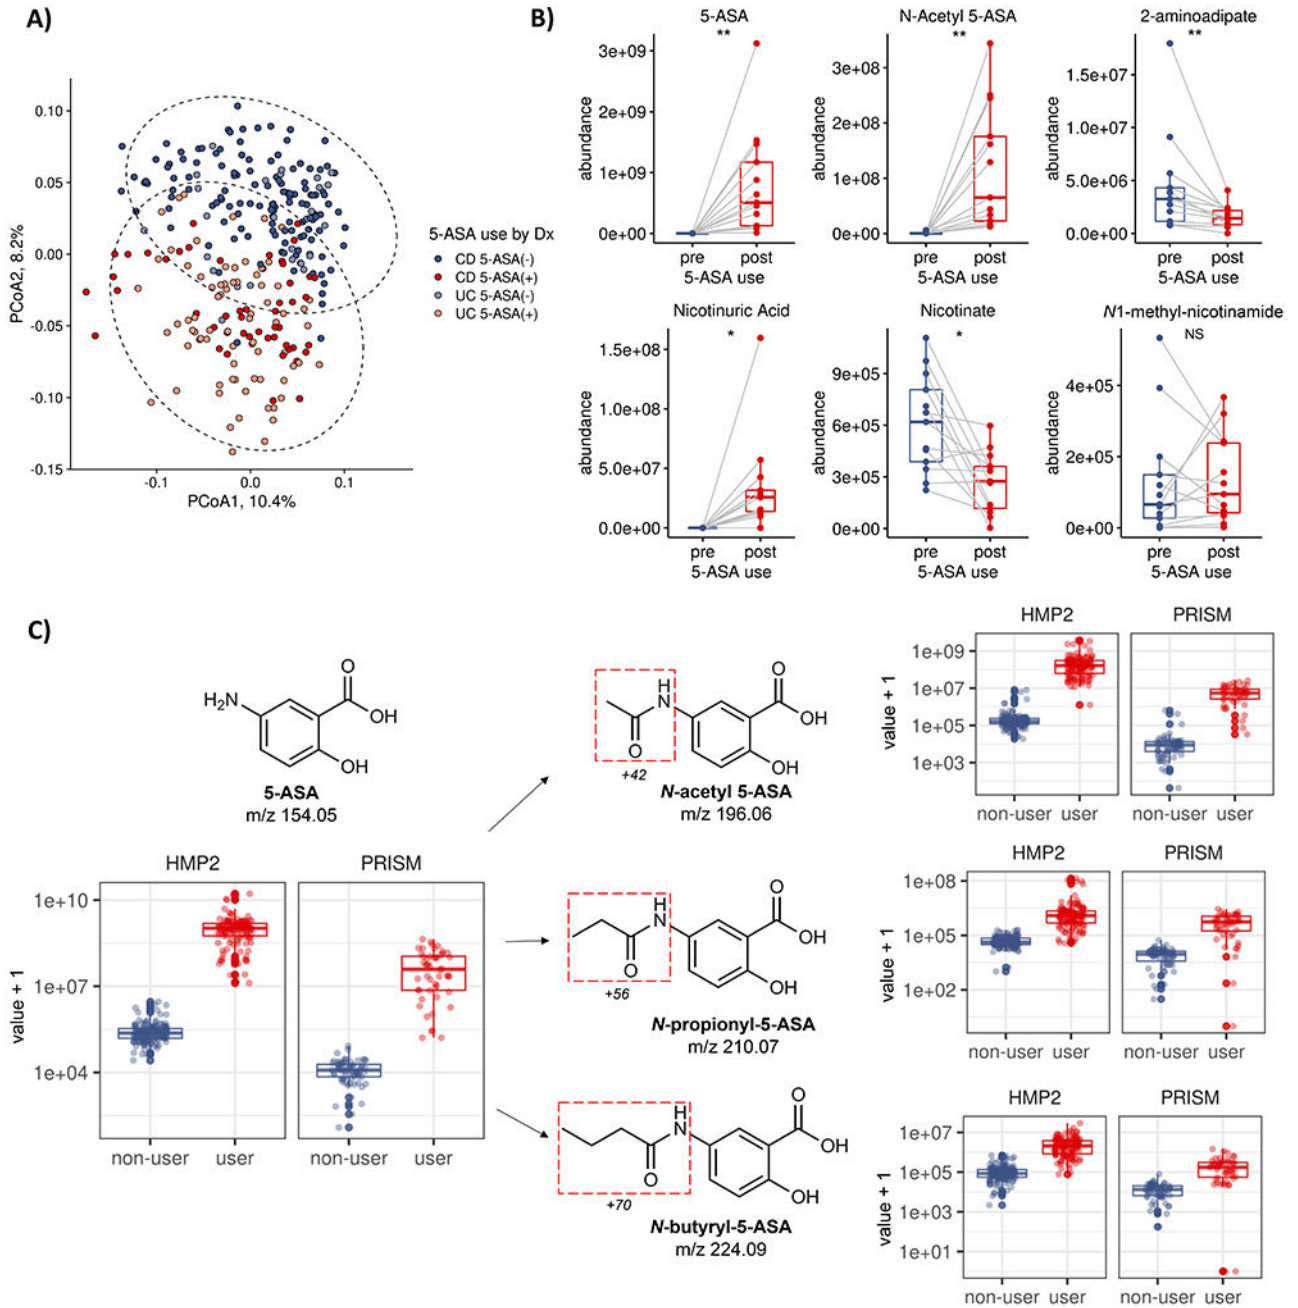 A)
0.10
0.05
0.00
-0.05
-0.10
-0.15
PCoA2, 8.2%
-0.1
0.0
0.1
PCoA1, 10.4%
5-ASA use by Dx
CD 5-ASA(-)
CD 5-ASA(+)
UC 5-ASA(-)
UC 5-ASA(+)
B)
5-ASA
**
3e+09
2e+09
1e+09
0e+00
abundance
pre
post
5-ASA use
N-Acetyl 5-ASA
**
3e+08
2e+08
1e+08
0e+00
abundance
pre
post
5-ASA use
2-aminoadipate
**
1.5e+07
1.0e+07
5.0e+06
0.0e+00
abundance
pre
post
5-ASA use
Nicotinuric Acid
*
1.5e+08
1.0e+08
5.0e+07
0.0e+00
abundance
pre
post
5-ASA use
Nicotinate
*
9e+05
6e+05
3e+05
0e+00
abundance
pre
post
5-ASA use
N1-methyl-nicotinamide
NS
4e+05
2e+05
0e+00
abundance
pre
post
5-ASA use
C)
H₂N
O
OH
OH
5-ASA
m/z 154.05
HMP2
PRISM
1e+10
1e+07
1e+04
value + 1
non-user
user
non-user
user
H
N
O
O
OH
OH
+42
N-acetyl 5-ASA
m/z 196.06
HMP2
PRISM
1e+09
1e+07
1e+05
1e+03
value + 1
non-user
user
non-user
user
H
N
O
O
OH
OH
+56
N-propionyl-5-ASA
m/z 210.07
HMP2
PRISM
1e+08
1e+05
1e+02
value + 1
non-user
user
non-user
user
H
N
O
O
OH
OH
+70
N-butyryl-5-ASA
m/z 224.09
HMP2
PRISM
1e+07
1e+05
1e+03
1e+01
value + 1
non-user
user
non-user
user